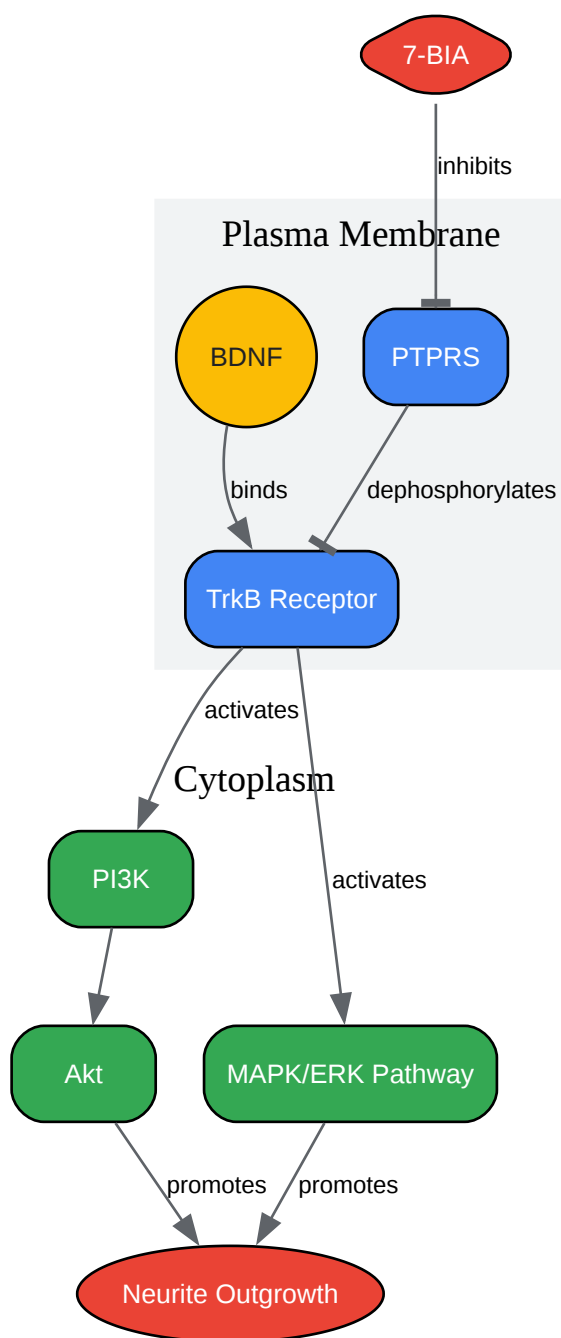 7-BIA
inhibits
Plasma Membrane
BDNF
PTPRS
binds
dephosphorylates
TrkB Receptor
activates
Cytoplasm
PI3K
activates
Akt
MAPK/ERK Pathway
promotes
promotes
Neurite Outgrowth